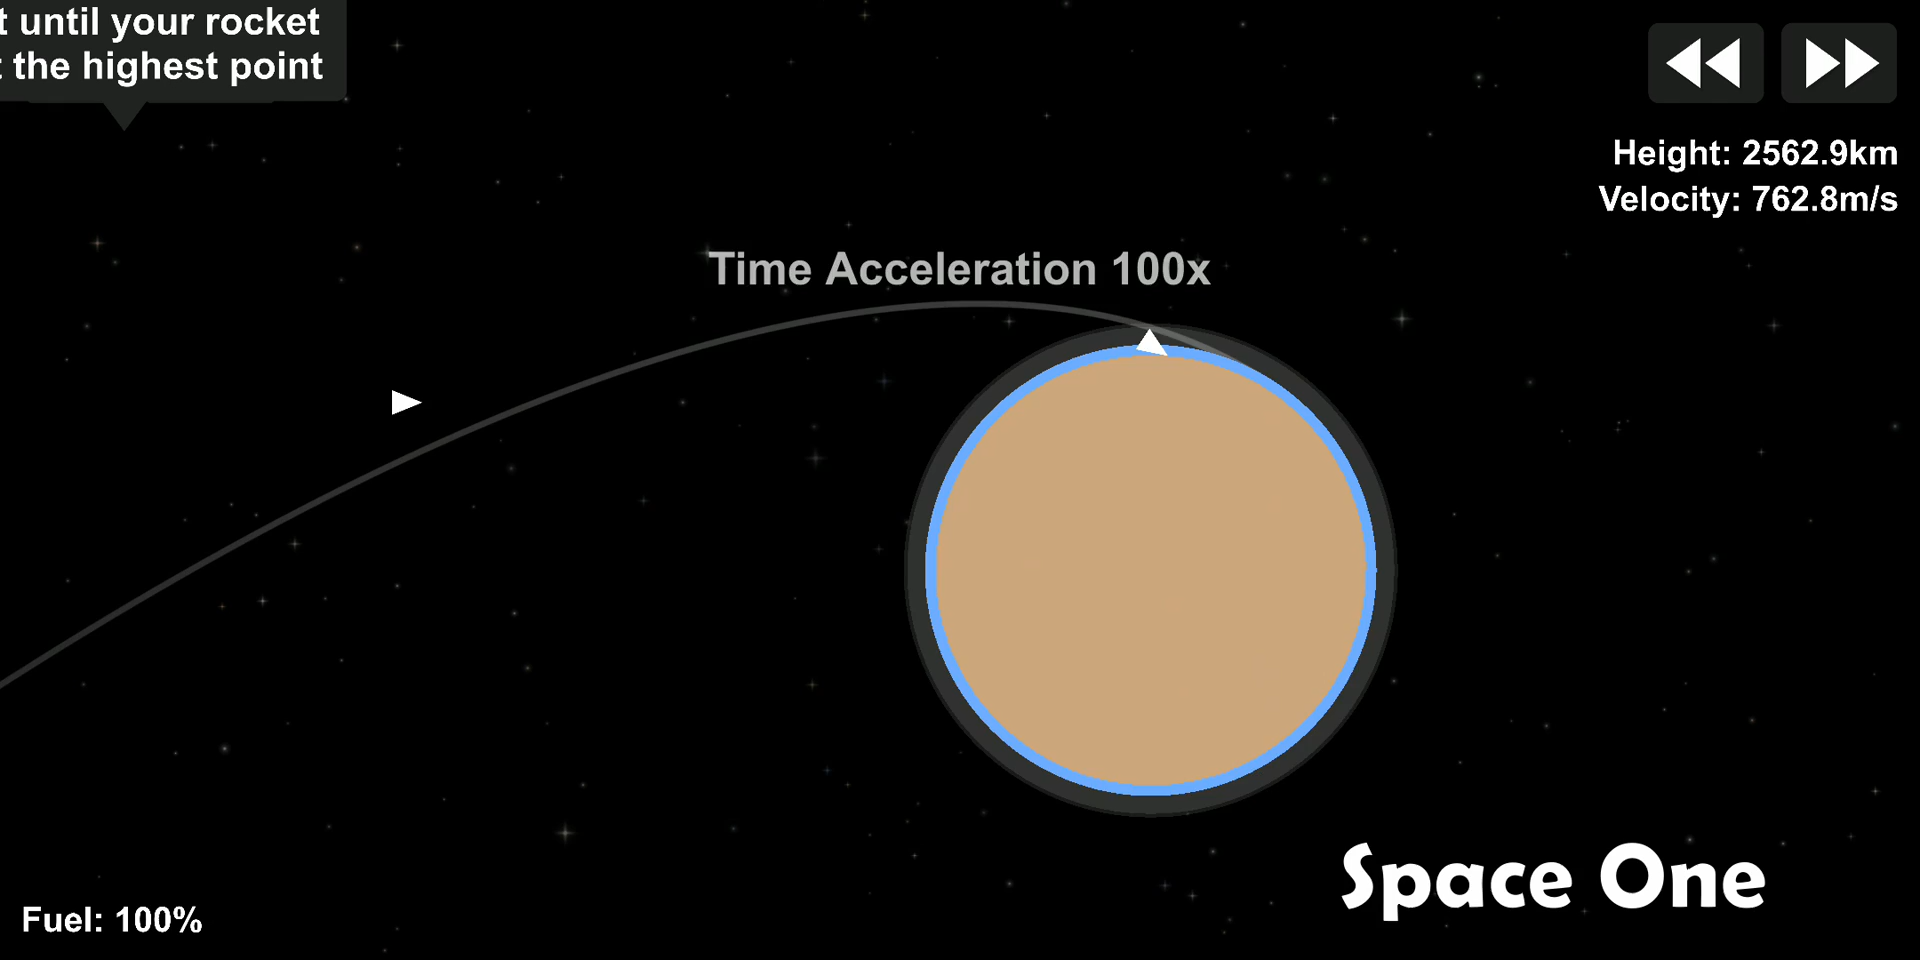 until your rocket
the highest point
Height: 2562.9km
Velocity: 762.8m/s
Time Acceleration 100x
Space One
Fuel: 100%